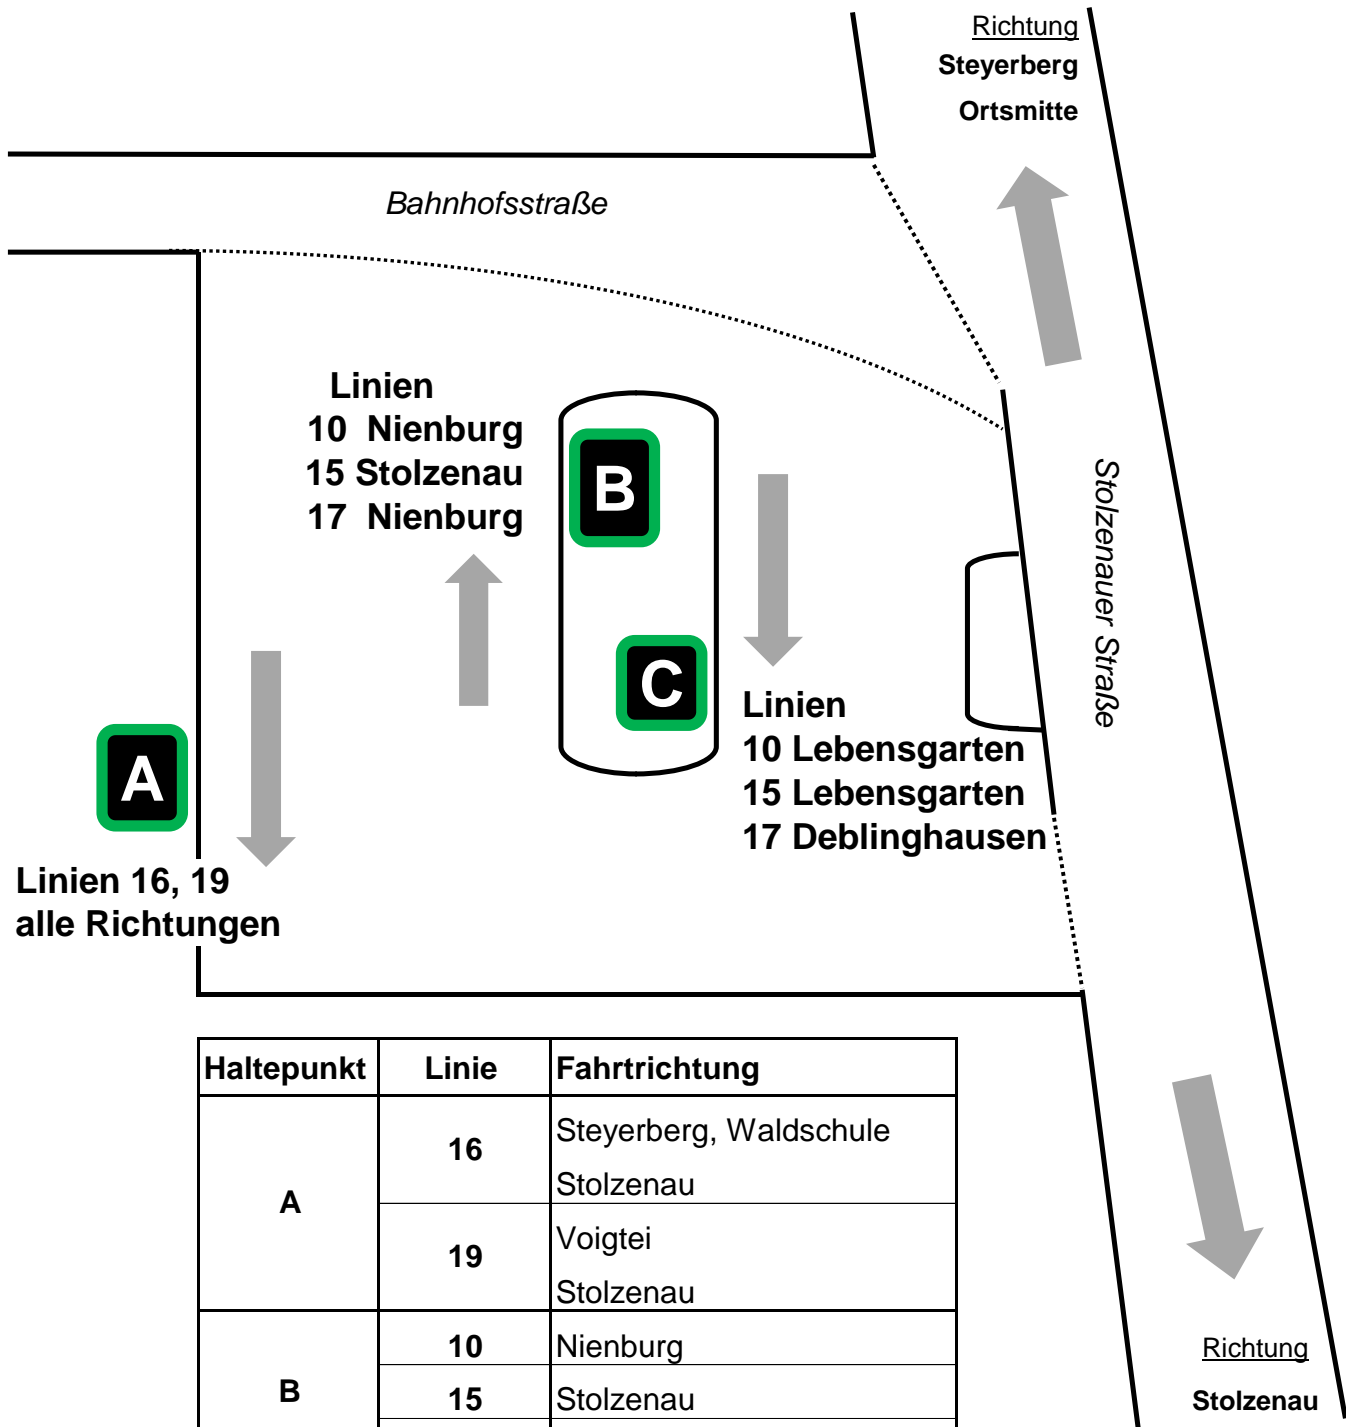 Richtung
Steyerberg
Ortsmitte
Bahnhofsstraße
Linien
10 Nienburg
15 Stolzenau
17 Nienburg
B
Stolzenauer Straße
C
Linien
10 Lebensgarten
15 Lebensgarten
17 Deblinghausen
A
Linien 16, 19
alle Richtungen
Haltepunkt Linie Fahrtrichtung
A 16 Steyerberg, Waldschule
Stolzenau
19 Voigtei
Stolzenau
B 10 Nienburg
15 Stolzenau
Richtung
Stolzenau